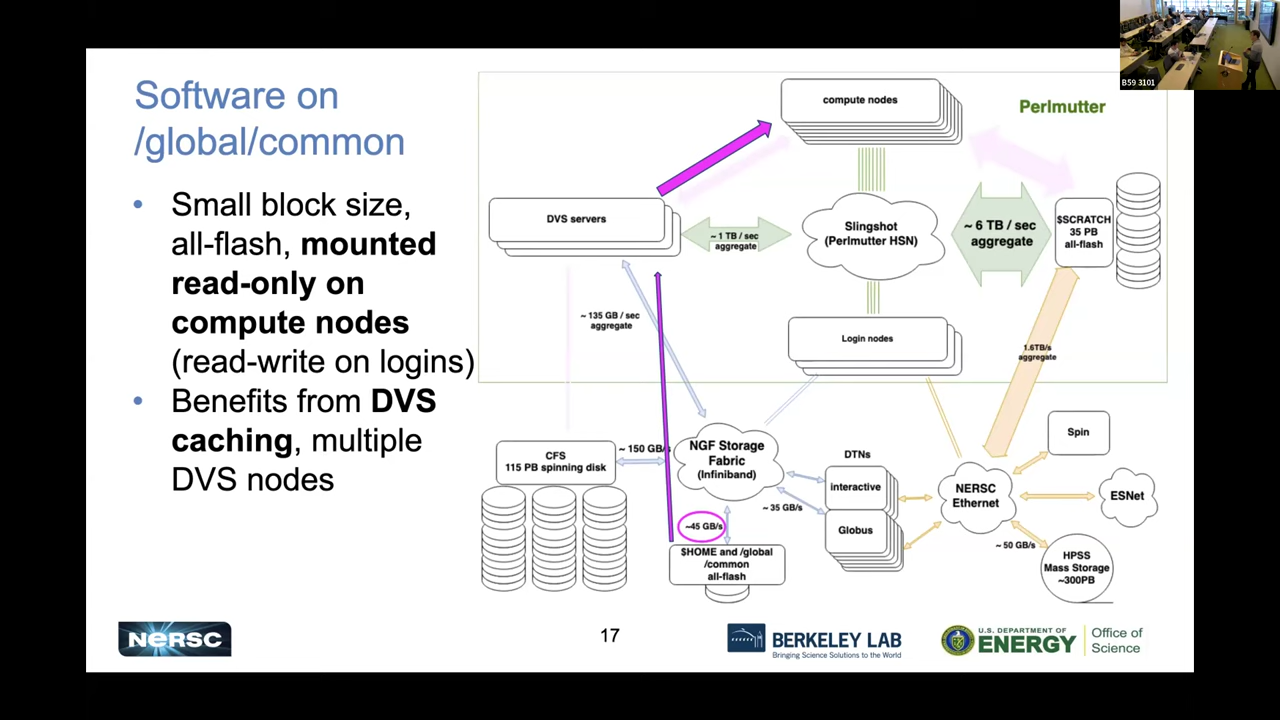 B59 3101
Software on
/global/common
• Small block size,
all-flash, mounted
read-only on
compute nodes
(read-write on logins)
• Benefits from DVS
caching, multiple
DVS nodes
compute nodes
Perlmutter
DVS servers
~ 1 TB / sec
aggregate
Slingshot
(Perlmutter HSN)
~ 6 TB / sec
aggregate
$SCRATCH
35 PB
all-flash
~ 135 GB / sec
aggregate
Login nodes
1.6TB/s
aggregate
CFS
115 PB spinning disk
~ 150 GB/s
NGF Storage
Fabric
(Infiniband)
DTNs
interactive
Globus
~ 35 GB/s
~45 GB/s
$HOME and /global
/common
all-flash
NERSC
Ethernet
Spin
ESNet
~ 50 GB/s
HPSS
Mass Storage
~300PB
NERSC
17
BERKELEY LAB
Bringing Science Solutions to the World
U.S. DEPARTMENT OF
ENERGY
Office of
Science